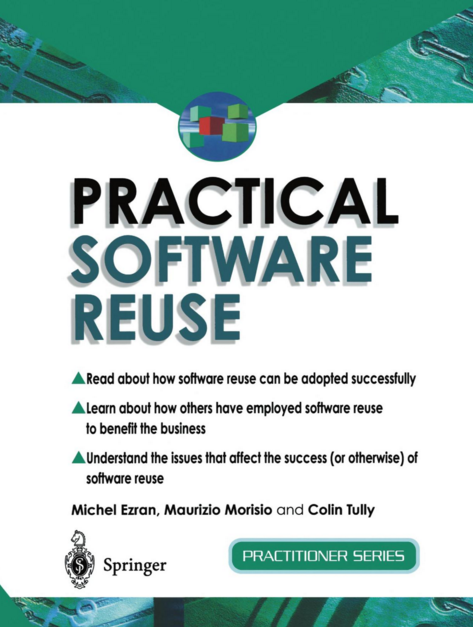 PRACTICAL
SOFTWARE
REUSE
Read about how software reuse can be adopted successfully
Learn about how others have employed software reuse
to benefit the business
Understand the issues that affect the success (or otherwise) of
software reuse
Michel Ezran, Maurizio Morisio and Colin Tully
Springer
PRACTITIONER SERIES